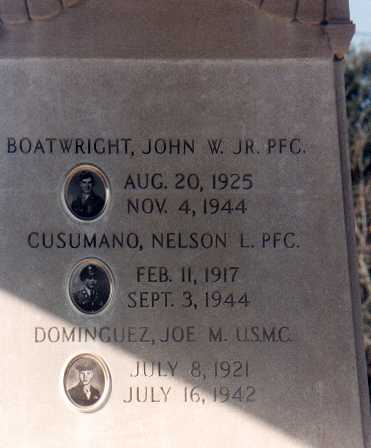 BOATWRIGHT, JOHN W. JR. PFC.
AUG. 20, 1925
NOV. 4, 1944
CUSUMANO, NELSON L. PFC.
FEB. 11, 1917
SEPT. 3, 1944
DOMINGUEZ, JOE M. U.S.M.C.
JULY 8, 1921
JULY 16, 1942